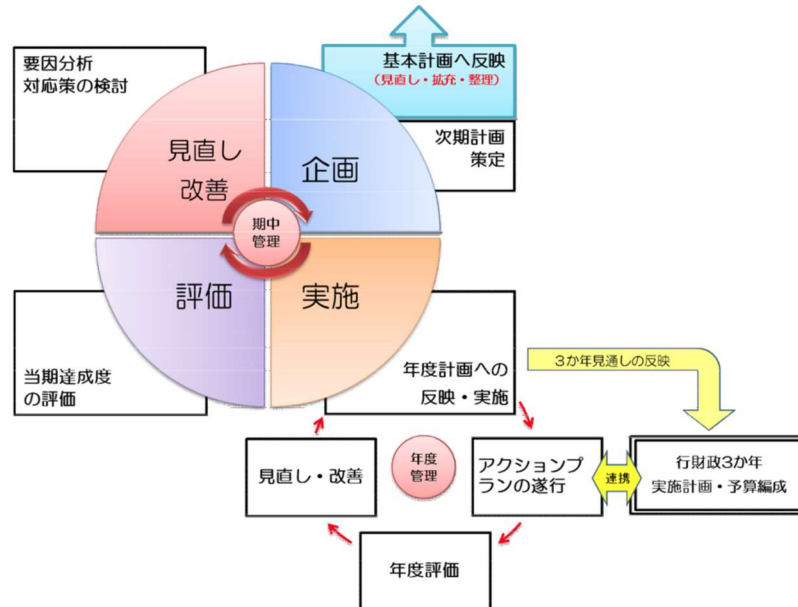 要因分析
対応策の検討
基本計画へ反映
(見直し・拡充・整理)
次期計画
策定
見直し
改善
企画
期中
管理
評価
実施
当期達成度
の評価
年度計画への
反映・実施
3か年見通しの反映
見直し・改善
年度
管理
アクションプ
ランの遂行
連携
行財政3か年
実施計画・予算編成
年度評価